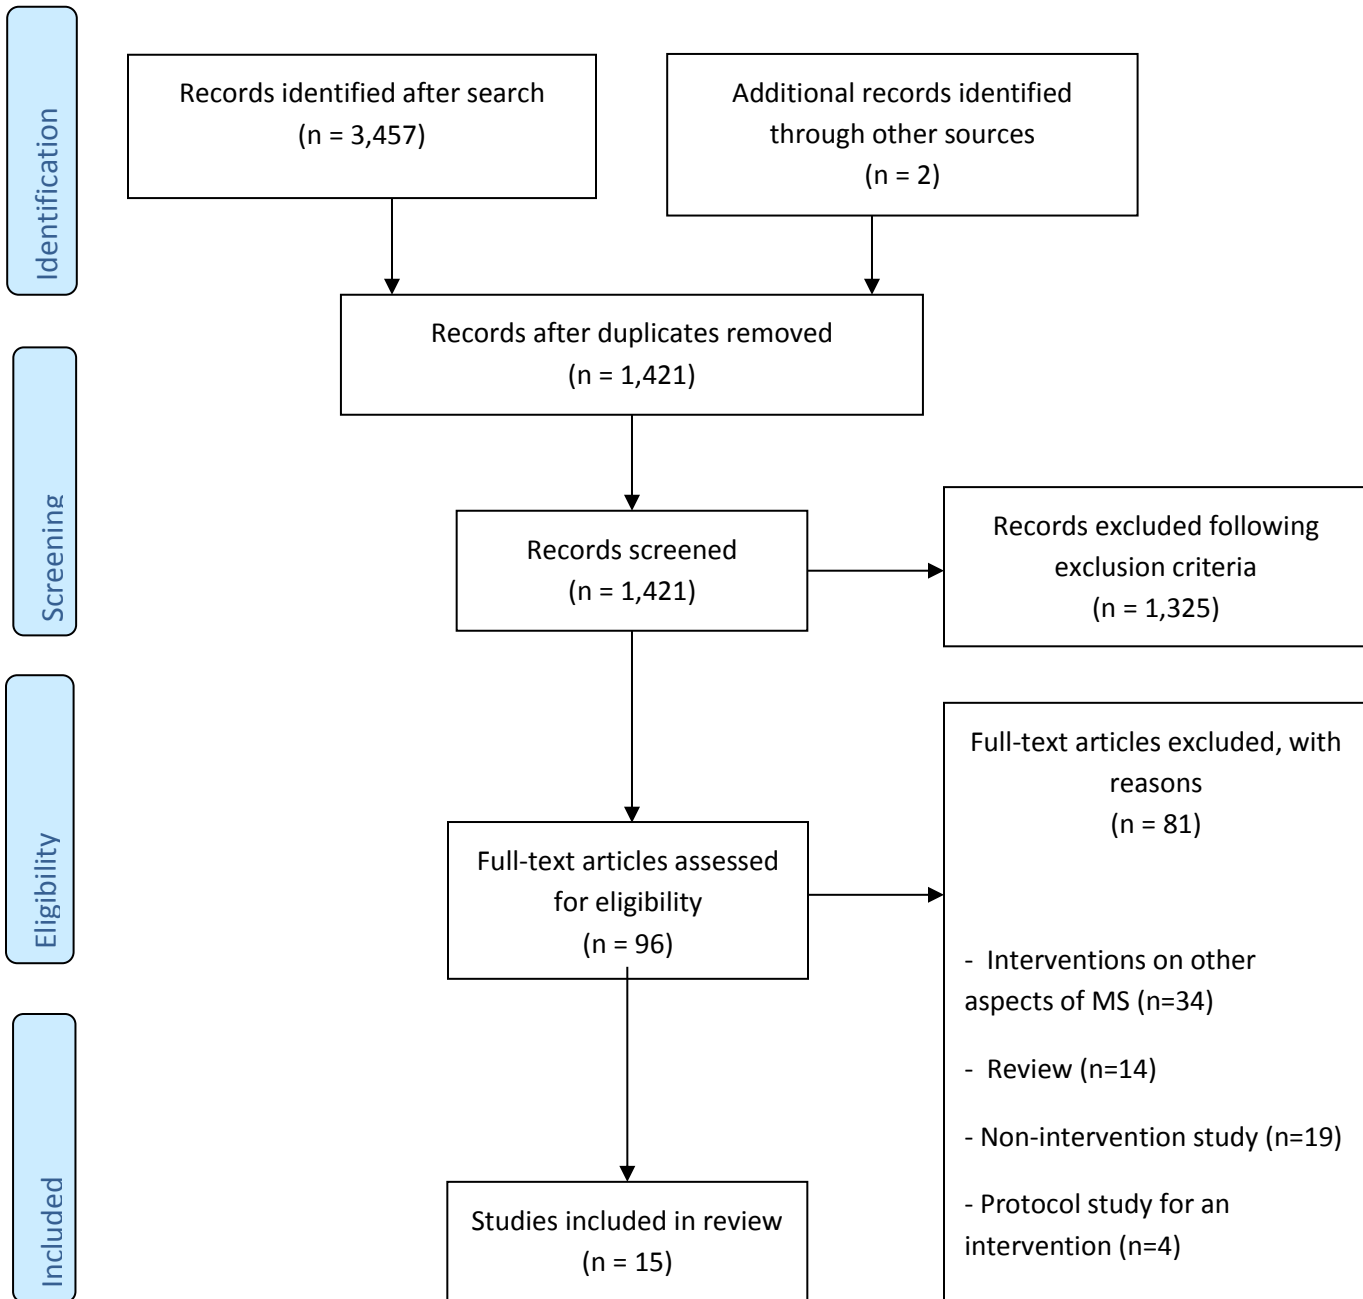 Identification
Records identified after search
(n = 3,457)
Additional records identified
through other sources
(n = 2)
Records after duplicates removed
(n = 1,421)
Screening
Records screened
(n = 1,421)
Records excluded following
exclusion criteria
(n = 1,325)
Eligibility
Full-text articles assessed
for eligibility
(n = 96)
Full-text articles excluded, with
reasons
(n = 81)
- Interventions on other
aspects of MS (n=34)
- Review (n=14)
- Non-intervention study (n=19)
- Protocol study for an
intervention (n=4)
Included
Studies included in review
(n = 15)